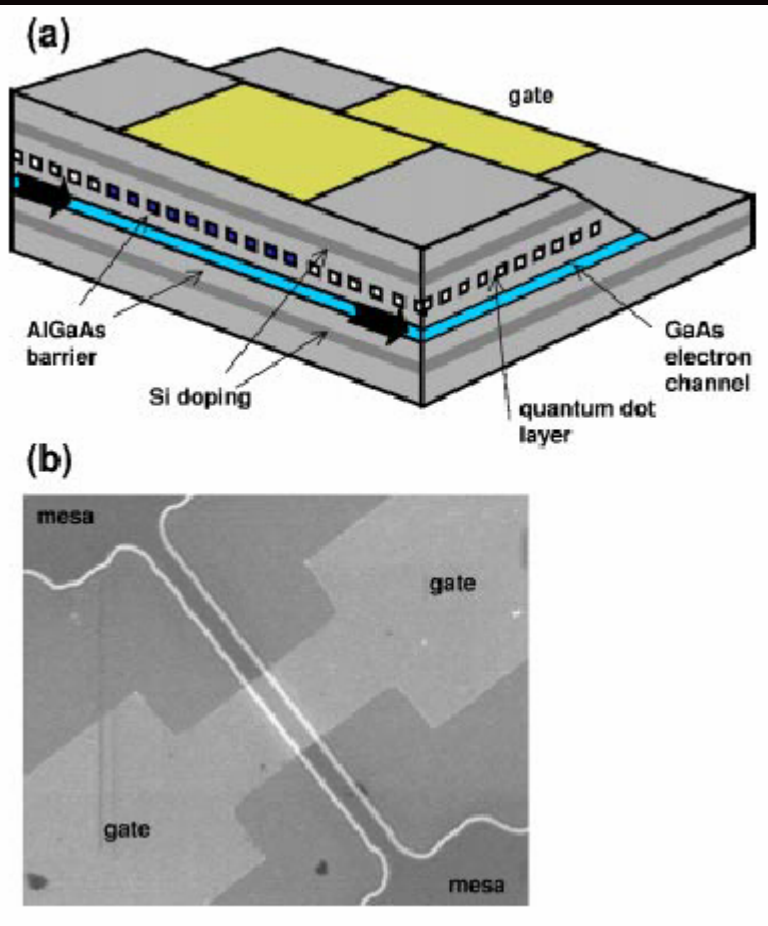 (a)
gate
AlGaAs
barrier
Si doping
GaAs
electron
channel
quantum dot
layer
(b)
mesa
gate
gate
mesa